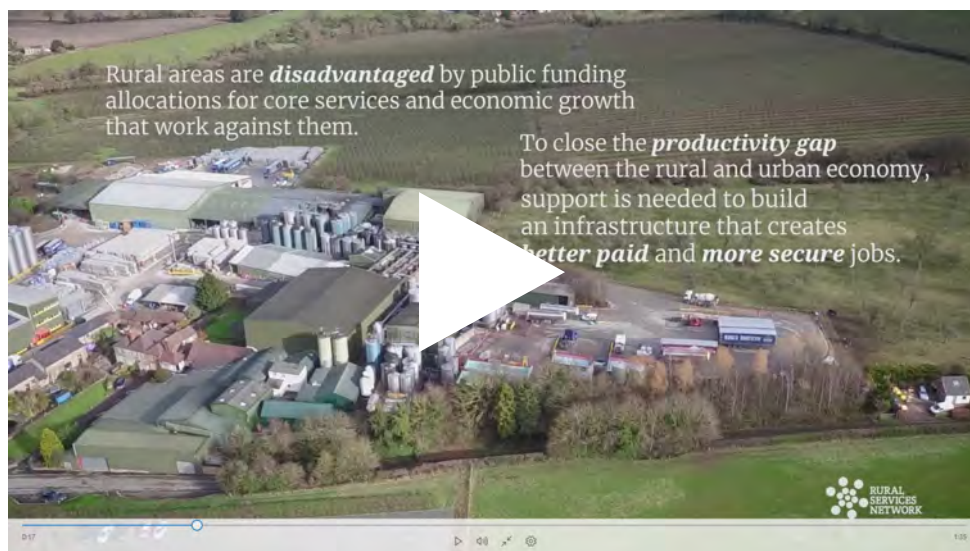 Rural areas are disadvantaged by public funding
allocations for core services and economic growth
that work against them.
To close the productivity gap
between the rural and urban economy,
support is needed to build
an infrastructure that creates
better paid and more secure jobs.
RURAL
SERVICES
NETWORK
0:17